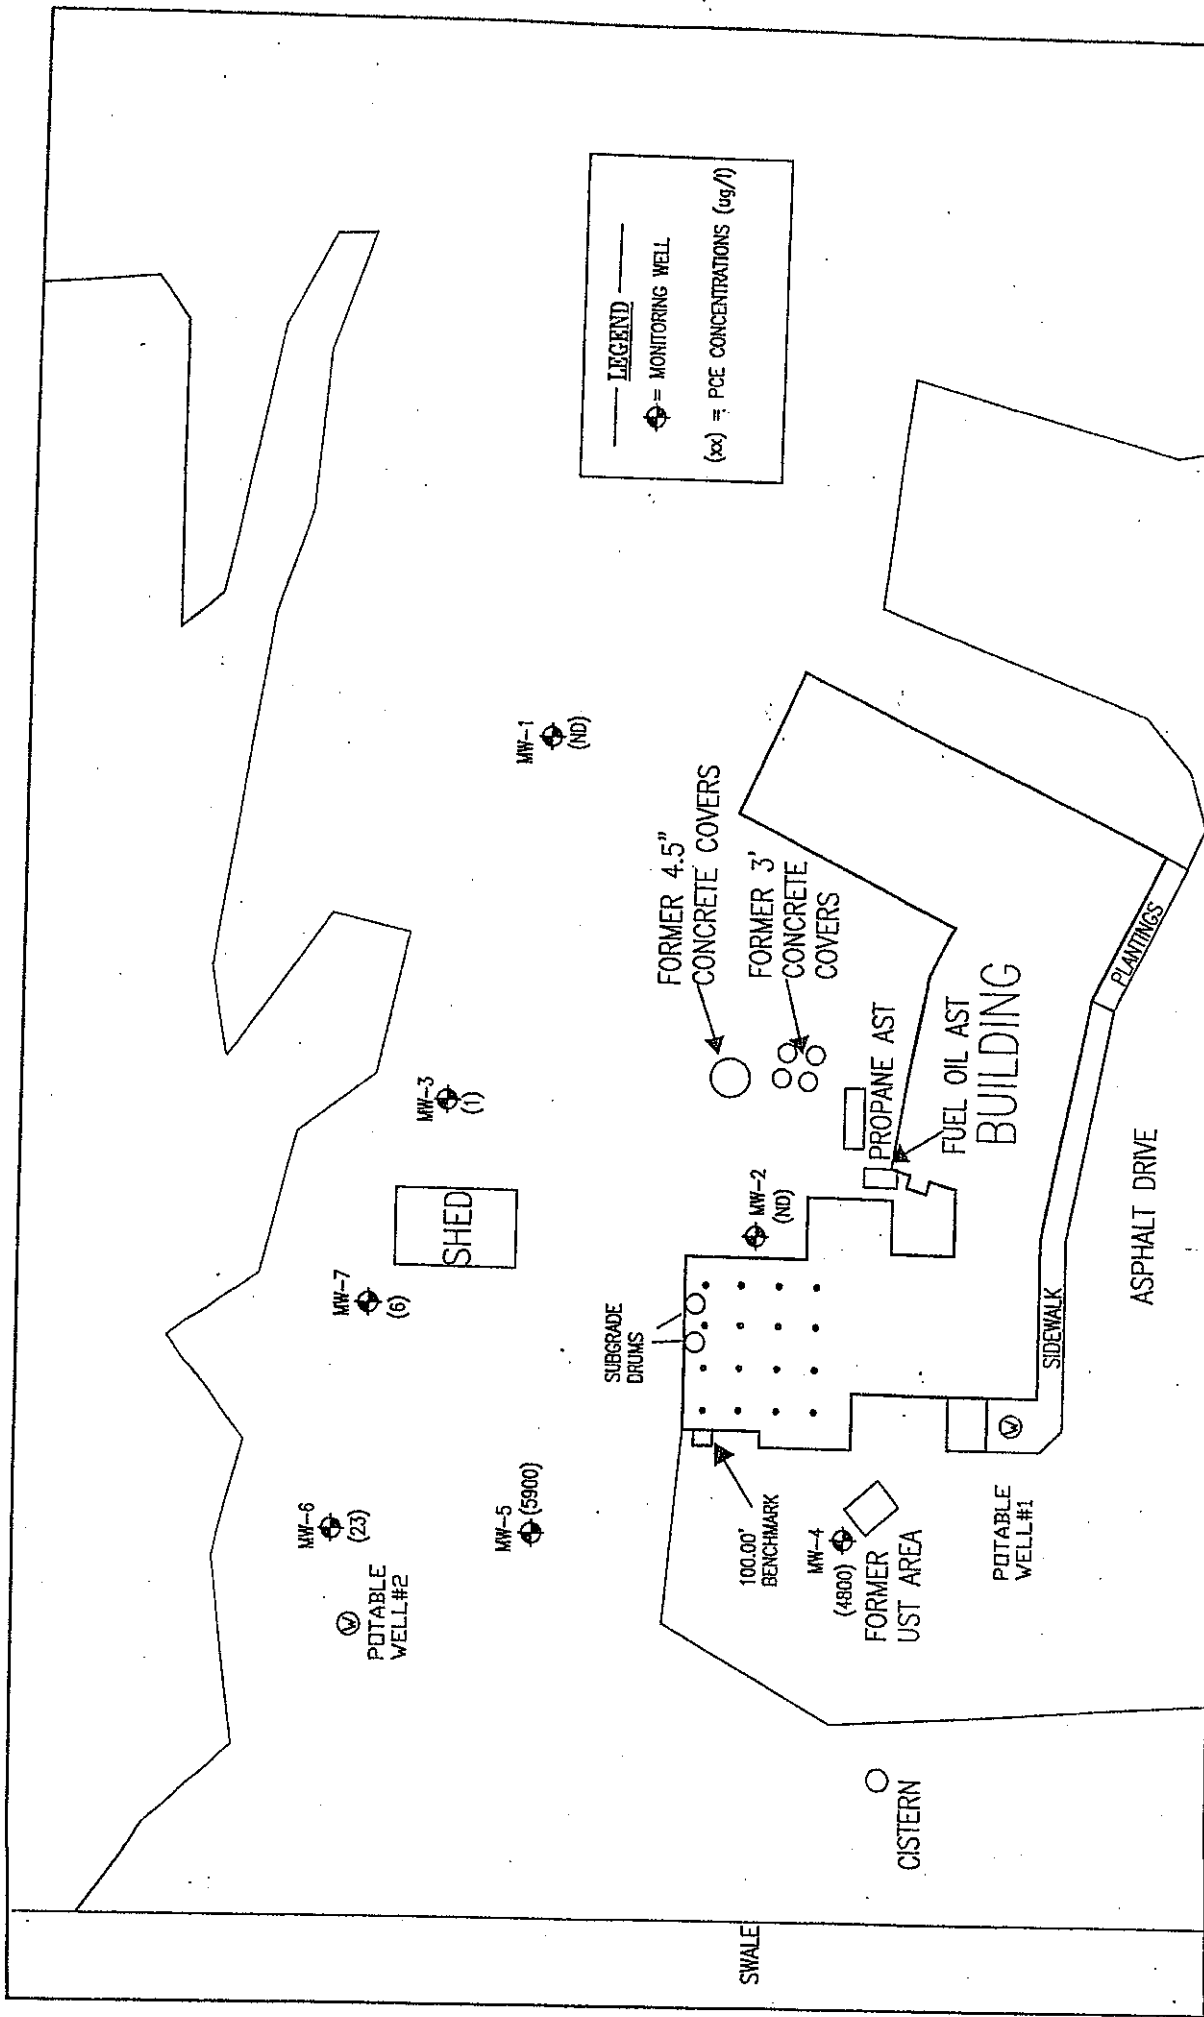 LEGEND
= MONITORING WELL
(xx) = PCE CONCENTRATIONS (ug/l)
MW-6
(23)
POTABLE
WELL#2
MW-7
(6)
SHED
MW-3
(1)
MW-5
(5900)
MW-1
(ND)
SUBGRADE
DRUMS
FORMER 4.5"
CONCRETE COVERS
FORMER 3'
CONCRETE
COVERS
MW-2
(ND)
PROPANE AST
FUEL OIL AST
BUILDING
100.00'
BENCHMARK
MW-4
(4800)
FORMER
UST AREA
W
W
POTABLE
WELL#1
CISTERN
SWALE
SIDEWALK
PLANTINGS
ASPHALT DRIVE